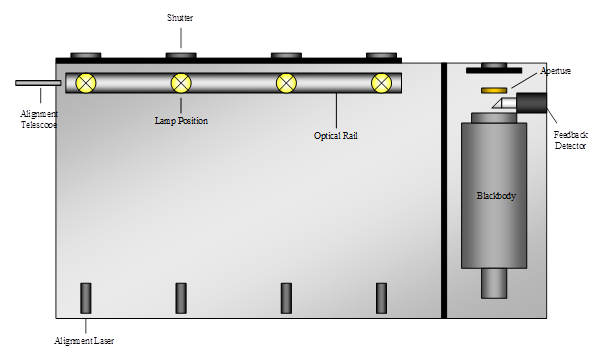 Shutter
Aperture
Alignment
Telescope
Lamp Position
Optical Rail
Feedback
Detector
Blackbody
Alignment Laser